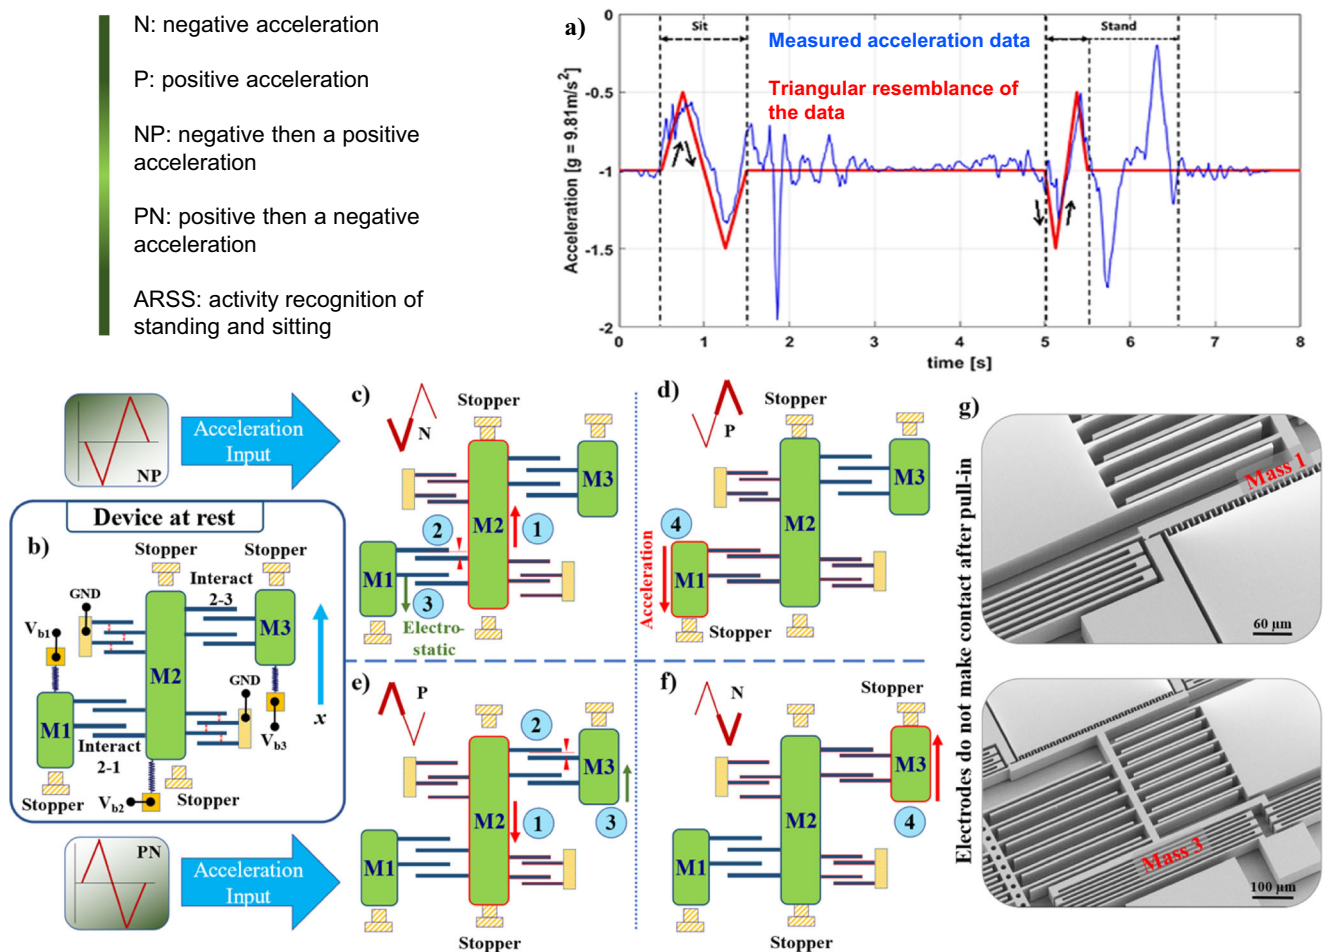 N: negative acceleration
P: positive acceleration
NP: negative then a positive
acceleration
PN: positive then a negative
acceleration
ARSS: activity recognition of
standing and sitting
a)
Sit
Stand
Measured acceleration data
Triangular resemblance of
the data
Acceleration [g = 9.81m/s²]
0
-0.5
-1
-1.5
-2
0
1
2
3
4
5
6
7
8
time [s]
NP
Acceleration
Input
Device at rest
b)
Stopper
Stopper
Interact
2-3
GND
Vb1
M3
M2
GND
x
M1
Interact
2-1
Vb3
Stopper
Vb2
Stopper
PN
Acceleration
Input
c)
N
Stopper
M3
M2
1
2
M1
3
Electro-
static
Stopper
d)
P
Stopper
M3
M2
4
M1
Acceleration
Stopper
e)
P
Stopper
2
M3
M2
1
3
M1
Stopper
f)
N
Stopper
M3
M2
4
M1
Stopper
g)
Electrodes do not make contact after pull-in
Mass 1
60 µm
Mass 3
100 µm